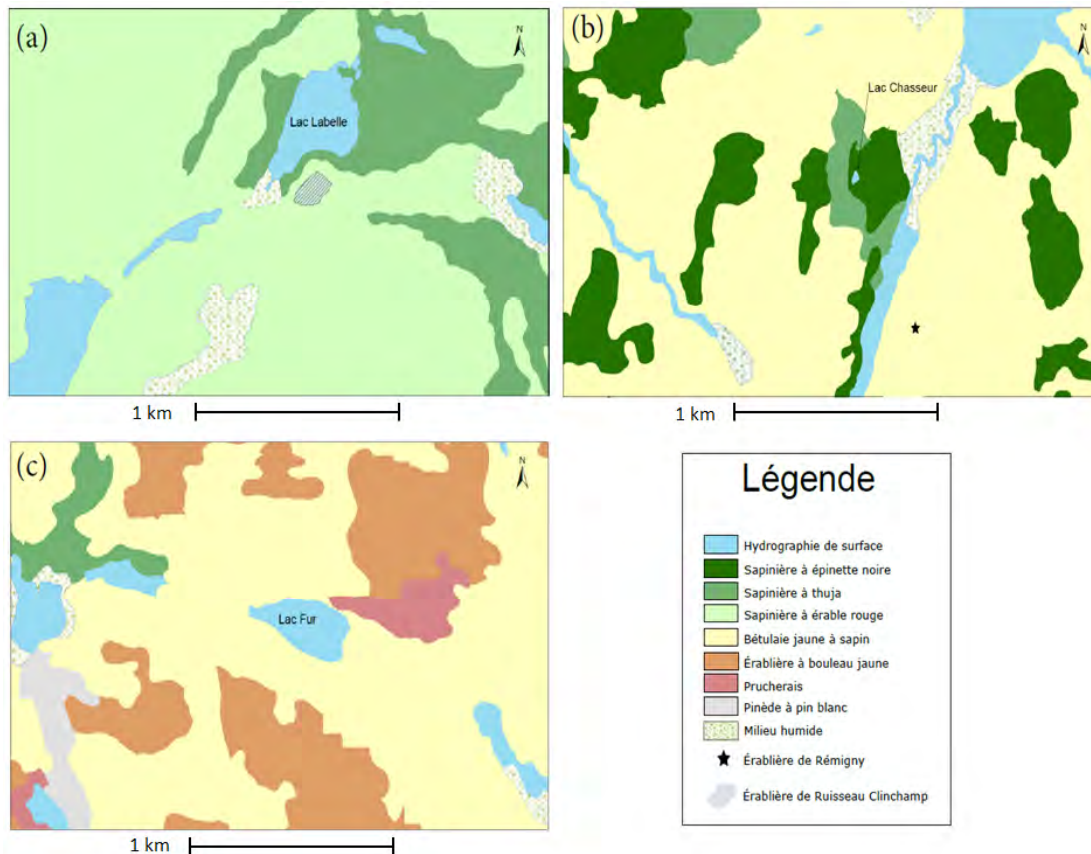 (a)
N
Lac Labelle
1 km
(b)
N
Lac Chasseur
1 km
(c)
N
Lac Fur
1 km
Légende
Hydrographie de surface
Sapinière à épinette noire
Sapinière à thuja
Sapinière à érable rouge
Bétulaie jaune à sapin
Érablière à bouleau jaune
Prucherais
Pinède à pin blanc
Milieu humide
Érablière de Rémigny
Érablière de Ruisseau Clinchamp